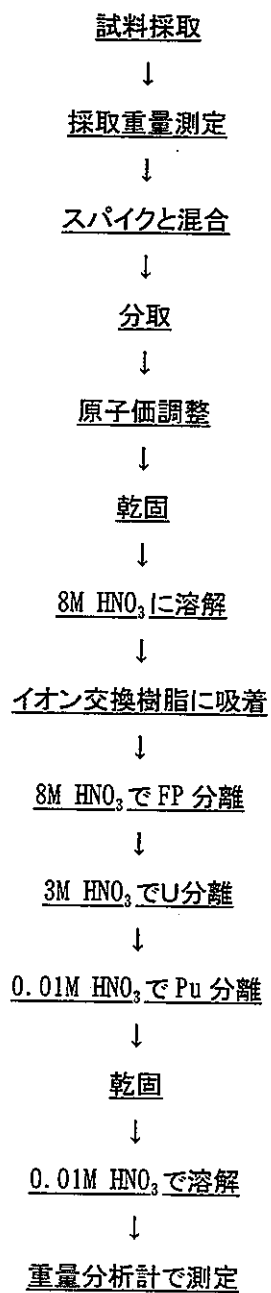 試料採取
↓
採取重量測定
↓
スパイクと混合
↓
分取
↓
原子価調整
↓
乾固
↓
8M HNO₃に溶解
↓
イオン交換樹脂に吸着
↓
8M HNO₃でFP分離
↓
3M HNO₃でU分離
↓
0.01M HNO₃でPu分離
↓
乾固
↓
0.01M HNO₃で溶解
↓
重量分析計で測定